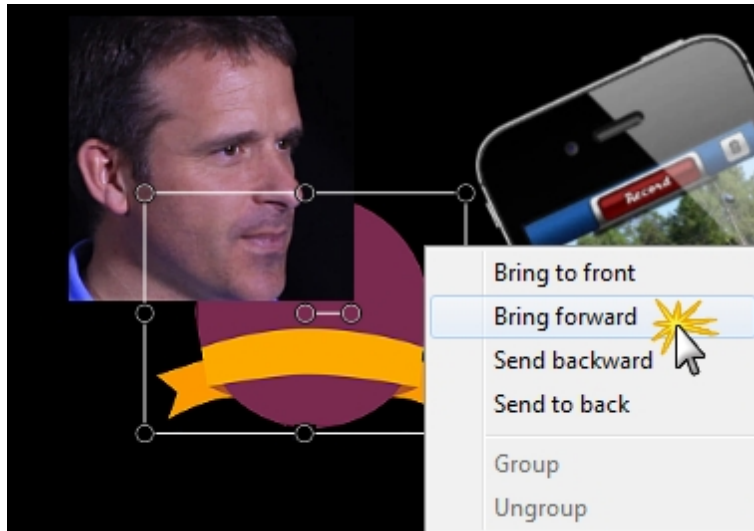 Record
Bring to front
Bring forward
Send backward
Send to back
Group
Ungroup